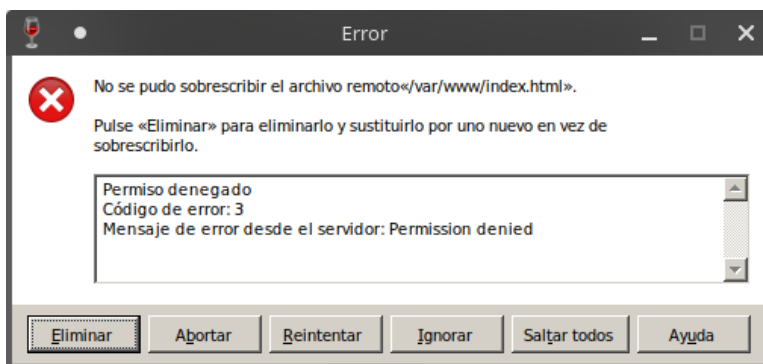 Error
No se pudo sobrescribir el archivo remoto«/var/www/index.html».
Pulse «Eliminar» para eliminarlo y sustituirlo por uno nuevo en vez de
sobrescribirlo.
Permiso denegado
Código de error: 3
Mensaje de error desde el servidor: Permission denied
Eliminar Abortar Reintentar Ignorar Saltar todos Ayuda